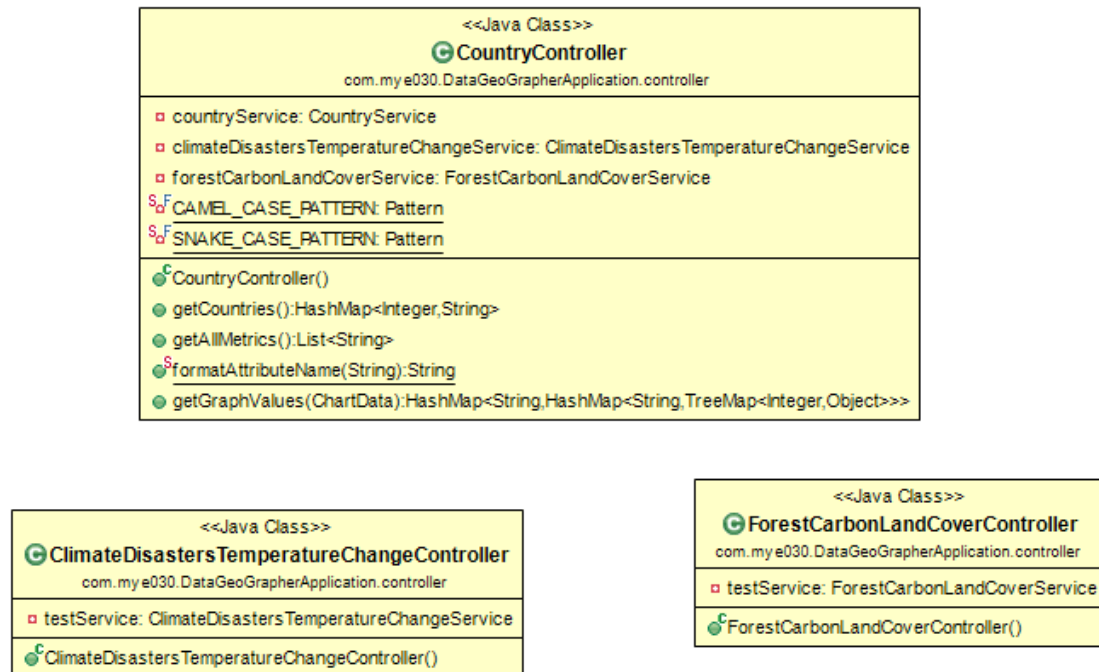 <<Java Class>>
CountryController
com.mye030.DataGeoGrapherApplication.controller
countryService: CountryService
climateDisastersTemperatureChangeService: ClimateDisastersTemperatureChangeService
forestCarbonLandCoverService: ForestCarbonLandCoverService
SF CAMEL_CASE_PATTERN: Pattern
SF SNAKE_CASE_PATTERN: Pattern
C CountryController()
getCountries():HashMap<Integer,String>
getAllMetrics():List<String>
S formatAttributeName(String):String
getGraphValues(ChartData):HashMap<String,HashMap<String,TreeMap<Integer,Object>>>
<<Java Class>>
ClimateDisastersTemperatureChangeController
com.mye030.DataGeoGrapherApplication.controller
testService: ClimateDisastersTemperatureChangeService
C ClimateDisastersTemperatureChangeController()
<<Java Class>>
ForestCarbonLandCoverController
com.mye030.DataGeoGrapherApplication.controller
testService: ForestCarbonLandCoverService
C ForestCarbonLandCoverController()